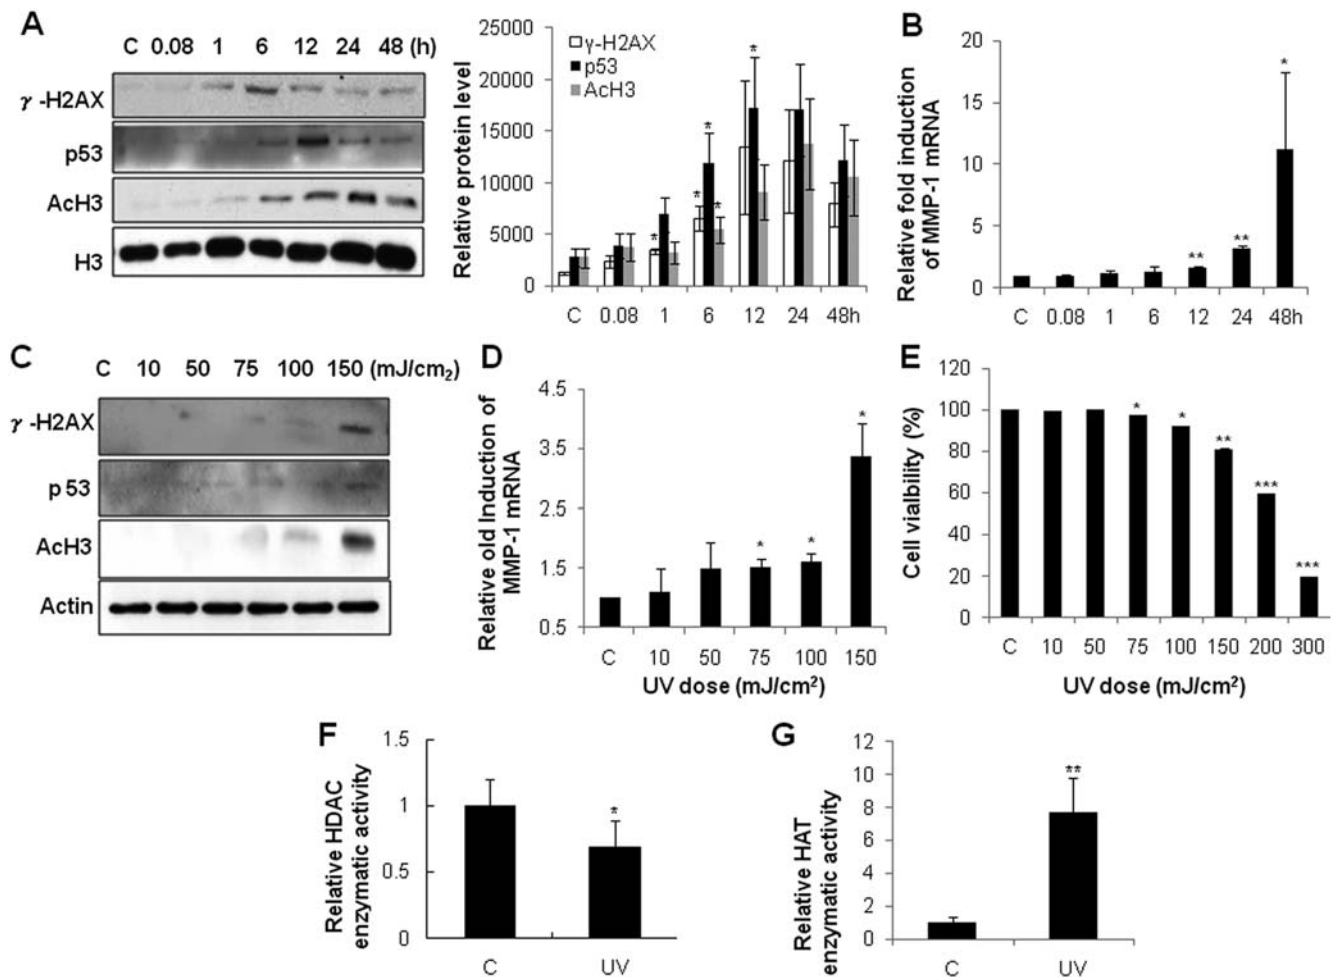 A
C 0.08 1 6 12 24 48 (h)
γ-H2AX
p53
AcH3
H3
Relative protein level
25000
20000
15000
10000
5000
0
γ-H2AX
p53
AcH3
*
*
*
*
*
C 0.08 1 6 12 24 48h
B
Relative fold induction
of MMP-1 mRNA
20
15
10
5
0
**
**
*
C 0.08 1 6 12 24 48h
C
C 10 50 75 100 150 (mJ/cm₂)
γ-H2AX
p53
AcH3
Actin
D
Relative old Induction of
MMP-1 mRNA
4.5
3.5
2.5
1.5
0.5
*
*
*
C 10 50 75 100 150
UV dose (mJ/cm²)
E
Cell vialbility (%)
120
100
80
60
40
20
0
*
*
**
***
***
C 10 50 75 100 150 200 300
UV dose (mJ/cm²)
F
Relative HDAC
enzymatic activity
1.5
1
0.5
0
*
C UV
G
Relative HAT
enzymatic activity
12
10
8
6
4
2
0
**
C UV